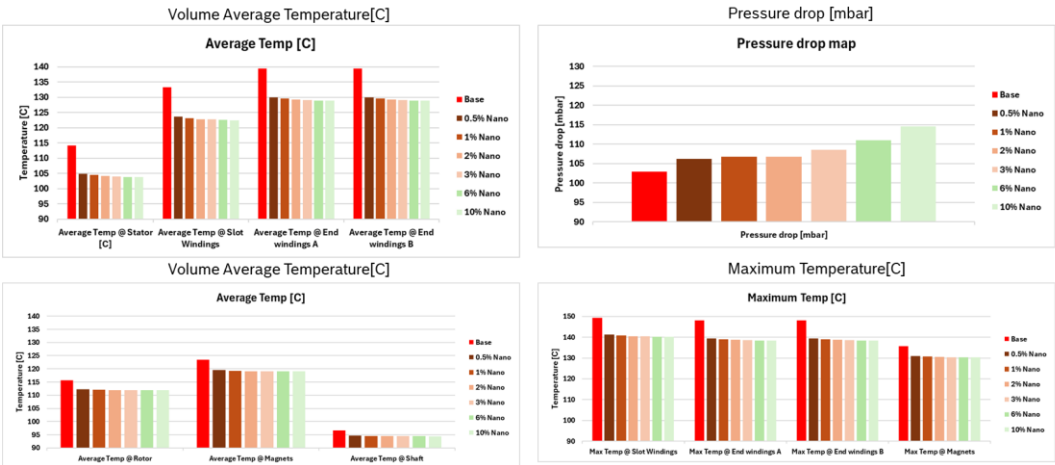 Volume Average Temperature[C]
Average Temp [C]
Temperature [C]
140
135
130
125
120
115
110
105
100
95
90
Average Temp @ Stator
[C]
Average Temp @ Slot
Windings
Average Temp @ End
windings A
Average Temp @ End
windings B
Base
0.5% Nano
1% Nano
2% Nano
3% Nano
6% Nano
10% Nano
Pressure drop [mbar]
Pressure drop map
Pressure drop [mbar]
130
125
120
115
110
105
100
95
90
Pressure drop [mbar]
Base
0.5% Nano
1% Nano
2% Nano
3% Nano
6% Nano
10% Nano
Volume Average Temperature[C]
Average Temp [C]
Temperature [C]
140
135
130
125
120
115
110
105
100
95
90
Average Temp @Rotor
Average Temp @Magnets
Average Temp @Shaft
Base
0.5% Nano
1% Nano
2% Nano
3% Nano
6% Nano
10% Nano
Maximum Temperature[C]
Maximum Temp [C]
Temperature [C]
150
140
130
120
110
100
90
Max Temp @ Slot Windings
Max Temp @ End windings A
Max Temp @ End windings B
Max Temp @ Magnets
Base
0.5% Nano
1% Nano
2% Nano
3% Nano
6% Nano
10% Nano